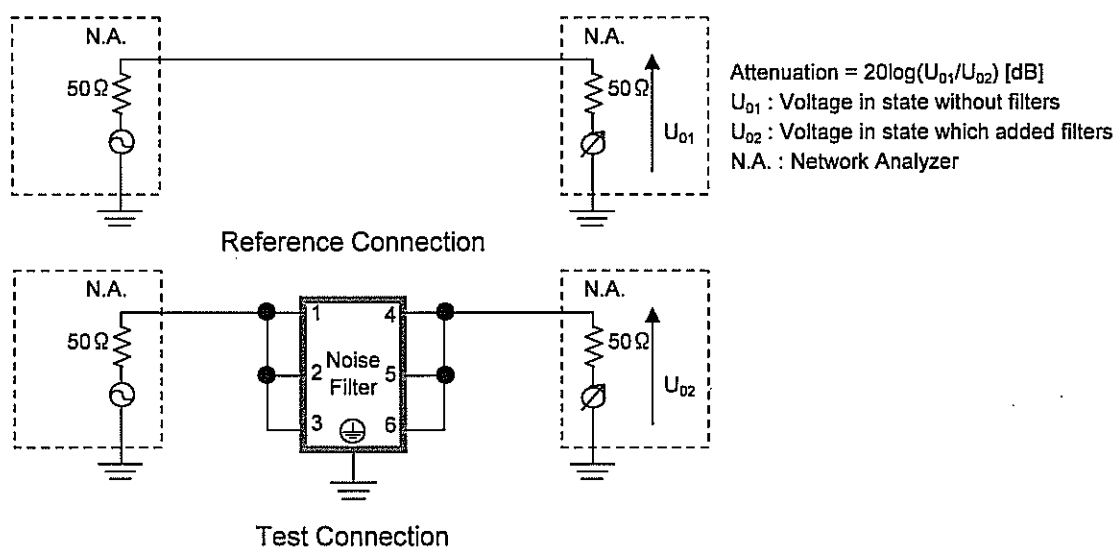 N.A.
N.A.
50Ω
50Ω
U01
Attenuation = 20log(U01/U02) [dB]
U01 : Voltage in state without filters
U02 : Voltage in state which added filters
N.A. : Network Analyzer
Reference Connection
N.A.
N.A.
50Ω
1
4
50Ω
2
Noise
Filter
5
U02
3
6
Test Connection